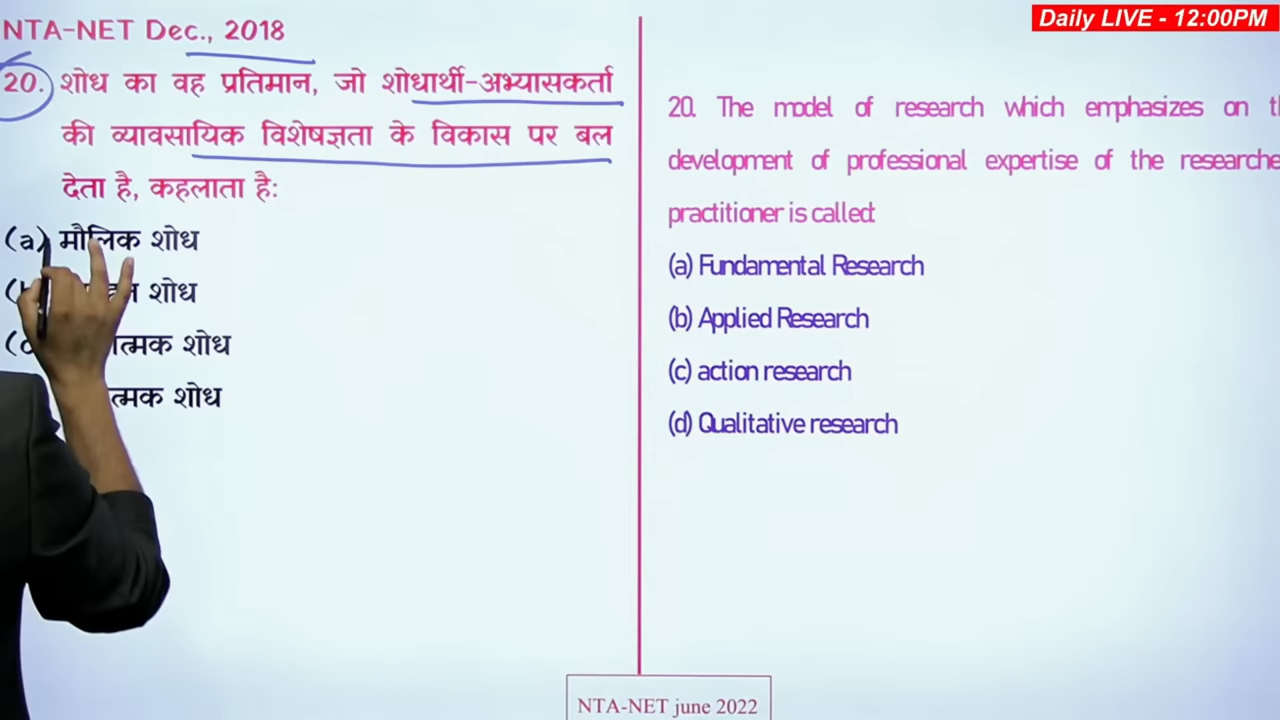 NTA-NET Dec., 2018
20. शोध का वह प्रतिमान, जो शोधार्थी-अभ्यासकर्ता
की व्यावसायिक विशेषज्ञता के विकास पर बल
देता है, कहलाता है:
(a) मौलिक शोध
शोध
शोध
शोध
Daily LIVE - 12:00PM
20. The model of research which emphasizes on
development of professional expertise of the
practitioner is called:
(a) Fundamental Research
(b) Applied Research
(c) action research
(d) Qualitative research
NTA-NET june 2022